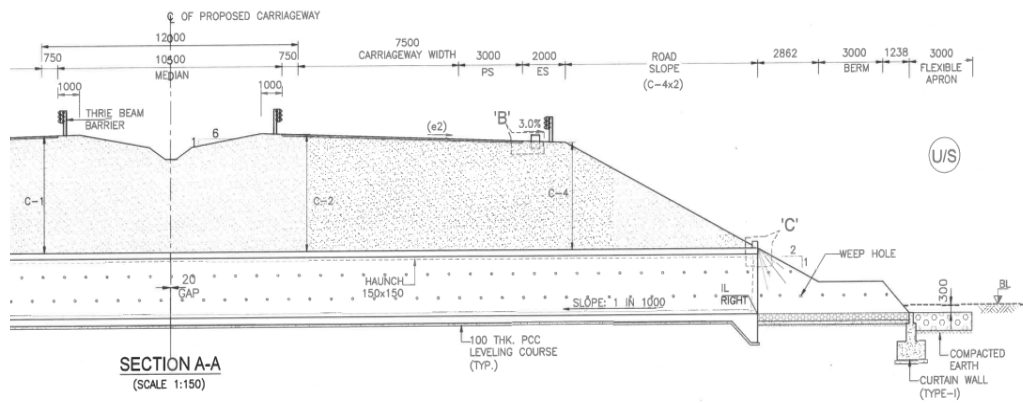 ℄ OF PROPOSED CARRIAGEWAY
12000
750
10500
750
MEDIAN
7500
CARRIAGEWAY WIDTH
3000
PS
2000
ES
ROAD
SLOPE
(C-4x2)
2862
3000
BERM
1238
3000
FLEXIBLE
APRON
1000
1000
THRIE BEAM
BARRIER
1
6
(e2)
'B'
3.0%
U/S
C-1
C-2
C-4
'C'
2
1
WEEP HOLE
20
GAP
HAUNCH
150x150
SLOPE: 1 IN 1000
IL
RIGHT
300
BL
100 THK. PCC
LEVELING COURSE
(TYP.)
COMPACTED
EARTH
CURTAIN WALL
(TYPE-I)
SECTION A-A
(SCALE 1:150)